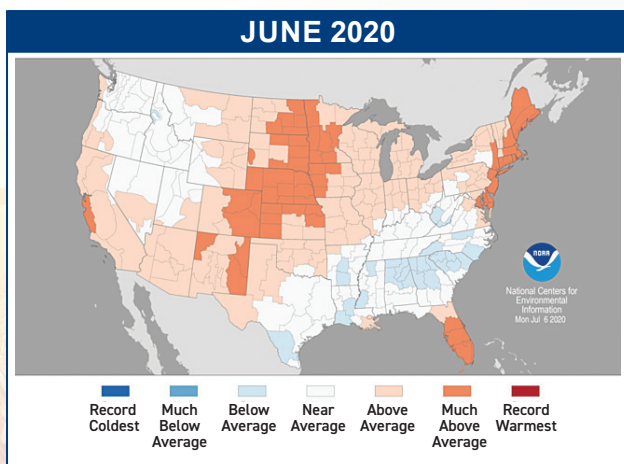 JUNE 2020
NOAA
National Centers for
Environmental
Information
Mon Jul 6 2020
Record
Coldest
Much
Below
Average
Below
Average
Near
Average
Above
Average
Much
Above
Average
Record
Warmest